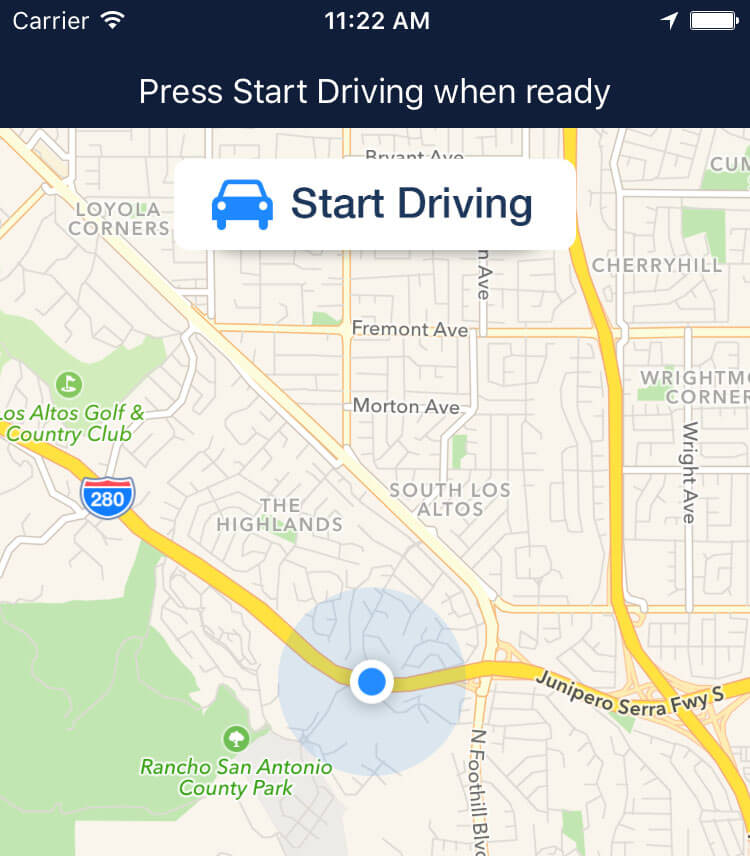 Carrier
11:22 AM
Press Start Driving when ready
Bryant Ave
Start Driving
LOYOLA
CORNERS
CHERRYHILL
n Ave
Fremont Ave
WRIGHTM
CORNER
Los Altos Golf &
Country Club
Morton Ave
Wright Ave
280
THE
HIGHLANDS
SOUTH LOS
ALTOS
Junipero Serra Fwy S
Rancho San Antonio
County Park
N Foothill Blvd